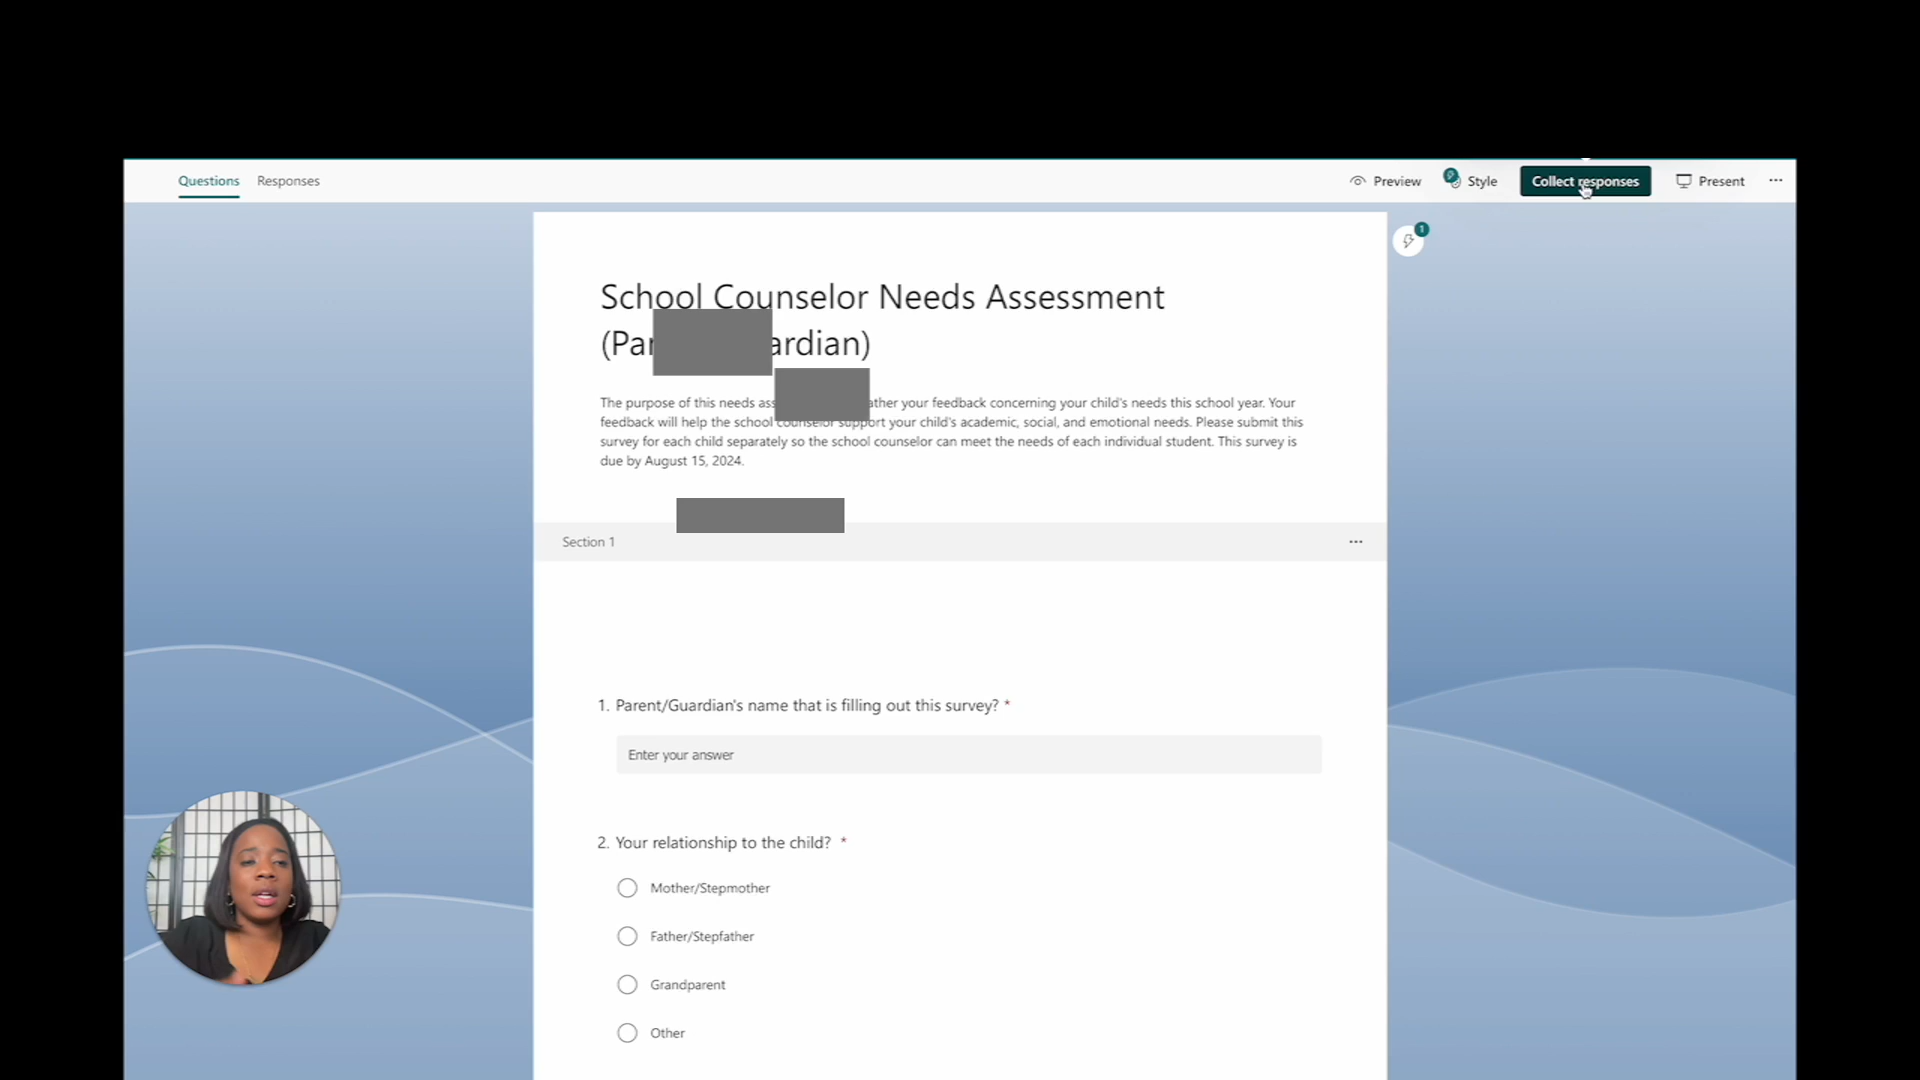 Questions Responses Preview Style Collect responses Present
1
School Counselor Needs Assessment
(Par ardian)
The purpose of this needs ass ather your feedback concerning your child's needs this school year. Your
feedback will help the school counselor support your child's academic, social, and emotional needs. Please submit this
survey for each child separately so the school counselor can meet the needs of each individual student. This survey is
due by August 15, 2024.
Section 1
1. Parent/Guardian's name that is filling out this survey? *
Enter your answer
2. Your relationship to the child? *
Mother/Stepmother
Father/Stepfather
Grandparent
Other